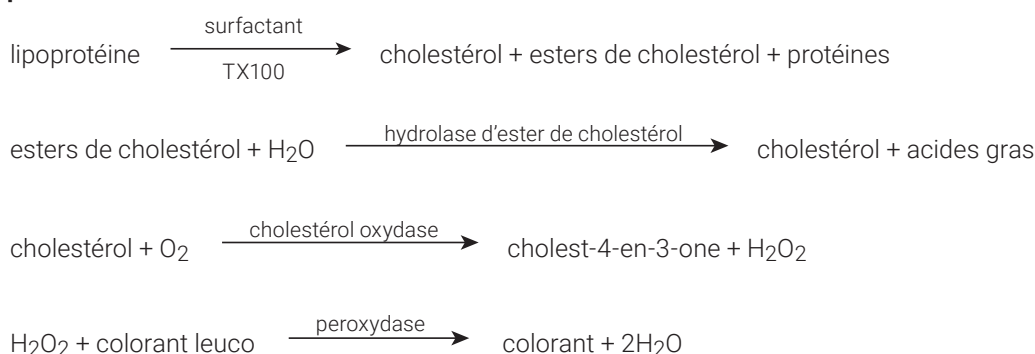 surfactant
lipoprotéine → cholestérol + esters de cholestérol + protéines
TX100
hydrolase d’ester de cholestérol
esters de cholestérol + H₂O → cholestérol + acides gras
cholestérol oxydase
cholestérol + O₂ → cholest-4-en-3-one + H₂O₂
peroxydase
H₂O₂ + colorant leuco → colorant + 2H₂O